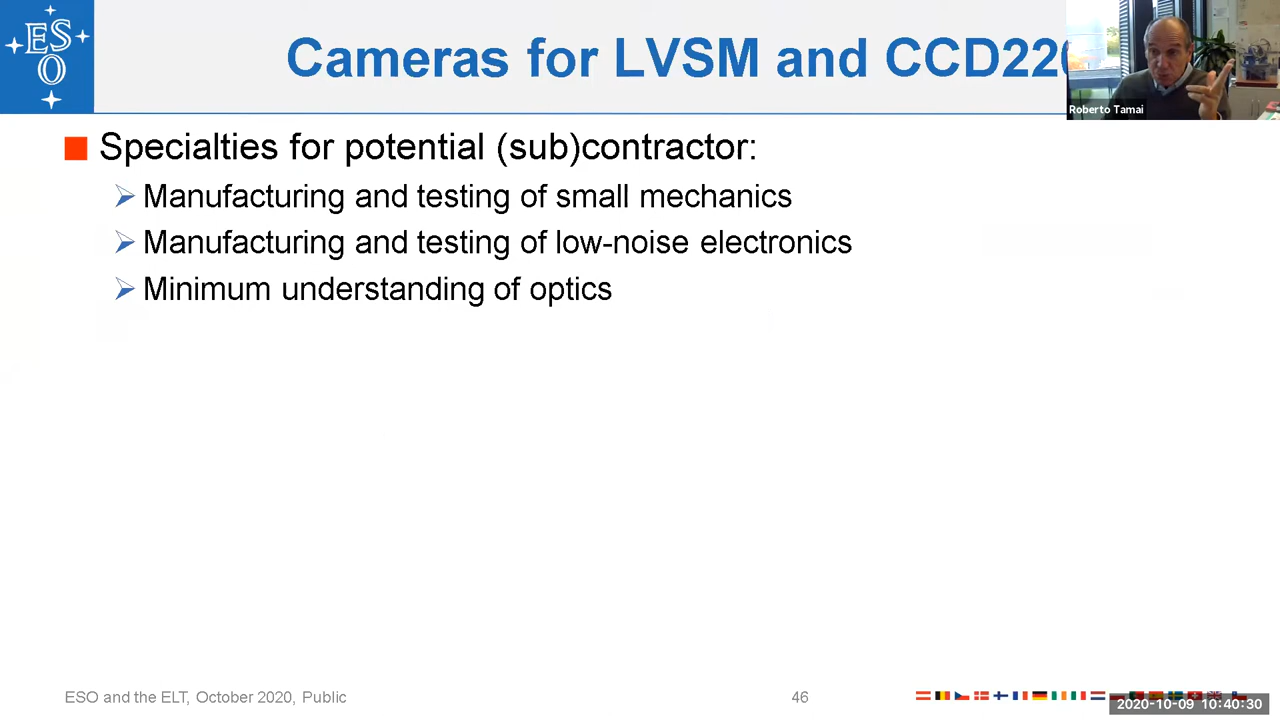 ES
O
Cameras for LVSM and CCD220
Roberto Tamai
Specialties for potential (sub)contractor:
Manufacturing and testing of small mechanics
Manufacturing and testing of low-noise electronics
Minimum understanding of optics
ESO and the ELT, October 2020, Public
46
2020-10-09 10:40:30